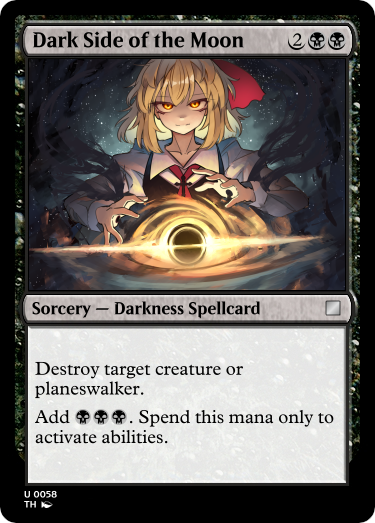 Dark Side of the Moon 2
Sorcery — Darkness Spellcard
Destroy target creature or
planeswalker.
Add . Spend this mana only to
activate abilities.
U 0058
TH